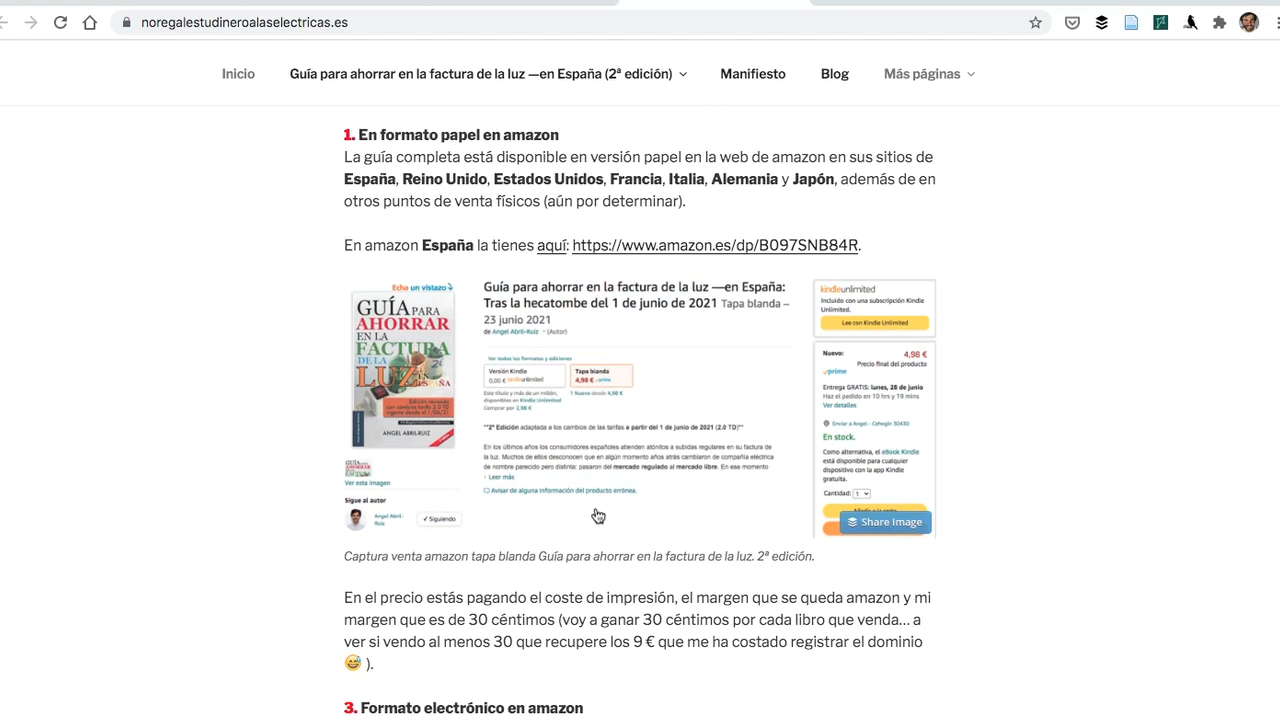 noregalestudineroalaselectricas.es
Inicio
Guía para ahorrar en la factura de la luz —en España (2ª edición)
Manifiesto
Blog
Más páginas
1. En formato papel en amazon
La guía completa está disponible en versión papel en la web de amazon en sus sitios de
España, Reino Unido, Estados Unidos, Francia, Italia, Alemania y Japón, además de en
otros puntos de venta físicos (aún por determinar).
En amazon España la tienes aquí: https://www.amazon.es/dp/B097SNB84R.
Echa un vistazo
GUÍA PARA
AHORRAR
EN LA
FACTURA
DE LA
LUZ EN
ESPAÑA
ANGEL ABRIL-RUIZ
Ver esta imagen
Sigue al autor
Angel Abril-
Ruiz
✓ Siguiendo
Guía para ahorrar en la factura de la luz —en España:
Tras la hecatombe del 1 de junio de 2021 Tapa blanda –
23 junio 2021
de Angel Abril-Ruiz (Autor)
Ver todos los formatos y ediciones
Versión Kindle
0,00 € kindleunlimited
Este título y más de un millón,
disponibles en Kindle Unlimited
Comprar por 2,98 €
Tapa blanda
4,98 € prime
1 Nuevo desde 4,98 €
"2ª Edición adaptada a los cambios de las tarifas a partir del 1 de junio de 2021 (2.0 TD)"
En los últimos años los consumidores españoles atienden atónitos a subidas regulares en su factura de
la luz. Muchos de ellos desconocen que en algún momento atrás cambiaron de compañía eléctrica
de nombre parecido pero distinta: pasaron del mercado regulado al mercado libre. En ese momento
Leer más
Avisar de alguna información del producto errónea.
kindleunlimited
Incluido con una subscripción Kindle
Unlimited.
Lee con Kindle Unlimited
Nuevo: 4,98 €
Precio final del producto
prime
Entrega GRATIS: lunes, 28 de junio
Haz el pedido en 10 hrs y 19 mins
Ver detalles
Enviar a Angel - Cehegín 30430
En stock.
Como alternativa, el eBook Kindle
está disponible para cualquier
dispositivo con la app Kindle
gratuita.
Cantidad: 1
Share Image
Captura venta amazon tapa blanda Guía para ahorrar en la factura de la luz. 2ª edición.
En el precio estás pagando el coste de impresión, el margen que se queda amazon y mi
margen que es de 30 céntimos (voy a ganar 30 céntimos por cada libro que venda… a
ver si vendo al menos 30 que recupere los 9 € que me ha costado registrar el dominio
😅 ).
3. Formato electrónico en amazon